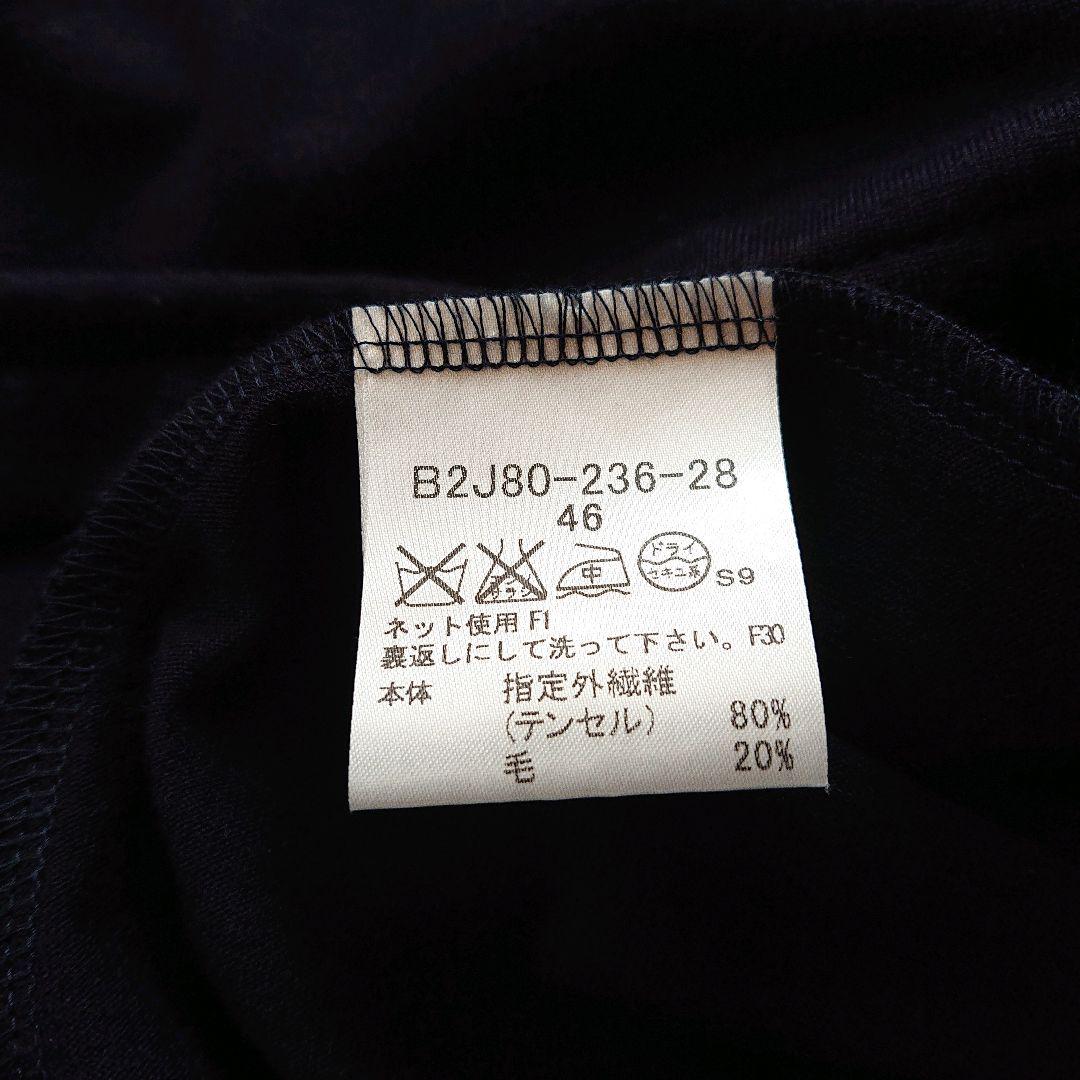 B2J80-236-28
46
中 ドライ
セキユ系 S9
ネット使用 F1
裏返しにして洗って下さい。F30
本体 指定外繊維
(テンセル) 80%
毛 20%